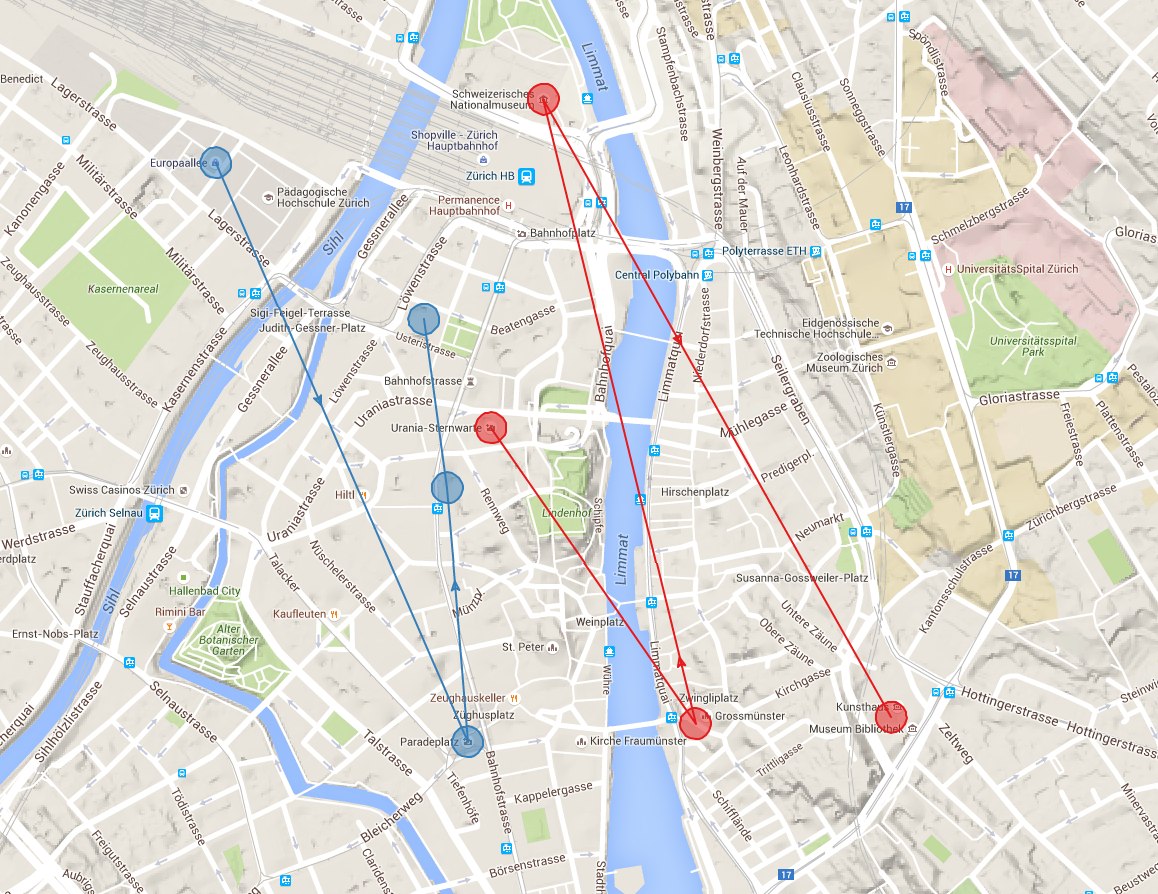 Limmat
Spöndlistrasse
Benedict
Lagerstrasse
Schweizerisches
Nationalmuseum
Stampfenbachstrasse
Clausiusstrasse
Sonneggstrasse
Shopville - Zürich
Hauptbahnhof
Weinbergstrasse
Europaallee
Militärstrasse
Auf der Mauer
Leonhardstrasse
Zürich HB
Kanonengasse
Pädagogische
Hochschule Zürich
Permanence
Hauptbahnhof
17
Schmelzbergstrasse
Lagerstrasse
Gessnerallee
Sihl
Bahnhofplatz
Glorias
Polyterrasse ETH
Militärstrasse
Central Polybahn
UniversitätsSpital Zürich
Zeughausstrasse
Kasernenareal
Löwenstrasse
Sigi-Feigel-Terrasse
Judith-Gessner-Platz
Beatengasse
Bahnhofquai
Limmatquai
Niederdorfstrasse
Eidgenössische
Technische Hochschule...
Usteristrasse
Universitätsspital
Park
Zoologisches
Museum Zürich
Zeughausstrasse
Kasernenstrasse
Gessnerallee
Löwenstrasse
Bahnhofstrasse
Seilergraben
Pestaloz
Uraniastrasse
Gloriastrasse
Urania-Sternwarte
Mühlegasse
Künstlergasse
Freiestrasse
Plattenstrasse
Predigerpl.
Swiss Casinos Zürich
Hiltl
Rennweg
Hirschenplatz
Zürich Selnau
Lindenhof
Schipfe
Neumarkt
Zürichbergstrasse
Uraniastrasse
Werdstrasse
erdplatz
Stauffacherquai
Selnaustrasse
Talacker
Nüschelerstrasse
Limmat
17
Susanna-Gossweiler-Platz
Kantonsschulstrasse
Hallenbad City
Sihl
Rimini Bar
Kaufleuten
Münzpl
Weinplatz
Untere Zäune
Obere Zäune
Ernst-Nobs-Platz
Alter
Botanischer
Garten
St. Peter
Limmatquai
Wühre
Kirchgasse
Steinwi
Sihlhölzlistrasse
Selnaustrasse
Zeughauskeller
Zwingliplatz
Hottingerstrasse
Zürghusplatz
Grossmünster
Kunsthaus
Museum Bibliothek
cherquai
Talstrasse
Paradeplatz
Kirche Fraumünster
Zeltweg
Hottingerstrasse
Trittligasse
Tödistrasse
Tiefenhöfe
Bahnhofstrasse
Kappelergasse
Schifflände
Minervastrasse
Bleicherweg
Freigutstrasse
Claridens
Börsenstrasse
17
Aubrigs
Stadth
Beustweg